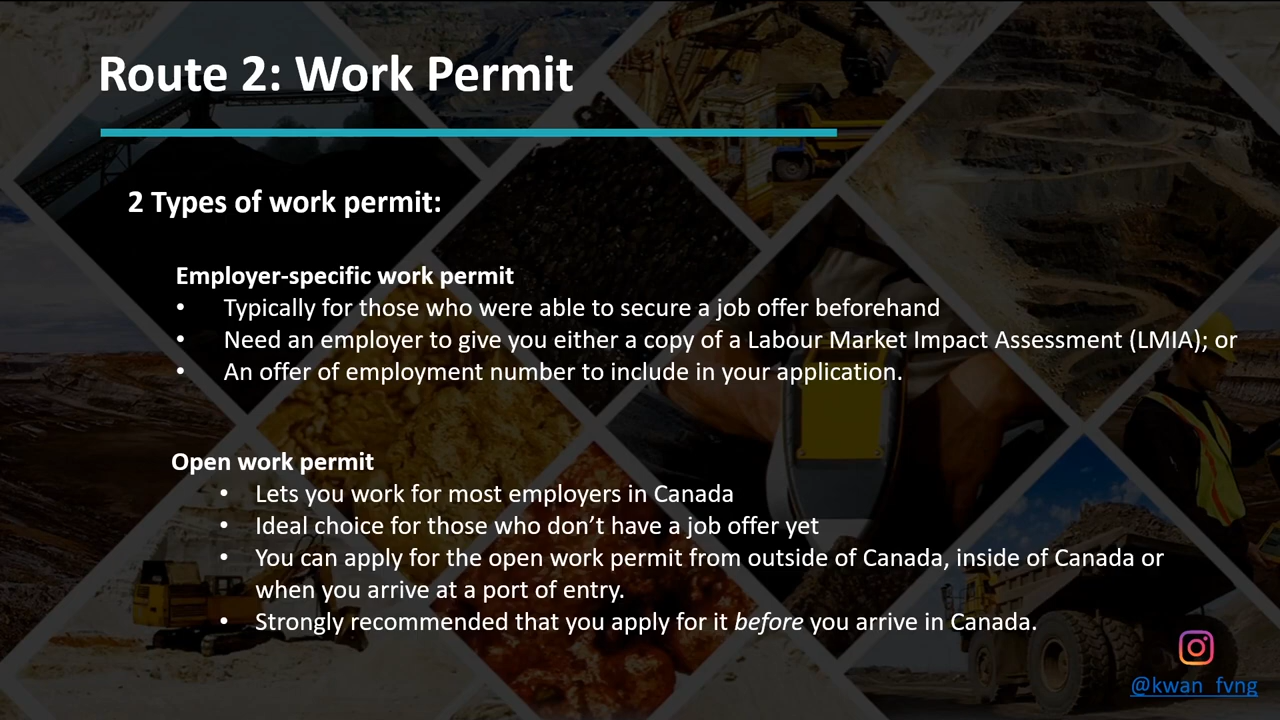 Route 2: Work Permit
2 Types of work permit:
Employer-specific work permit
• Typically for those who were able to secure a job offer beforehand
• Need an employer to give you either a copy of a Labour Market Impact Assessment (LMIA); or
• An offer of employment number to include in your application.
Open work permit
• Lets you work for most employers in Canada
• Ideal choice for those who don’t have a job offer yet
• You can apply for the open work permit from outside of Canada, inside of Canada or
when you arrive at a port of entry.
• Strongly recommended that you apply for it before you arrive in Canada.
@kwan_fvng